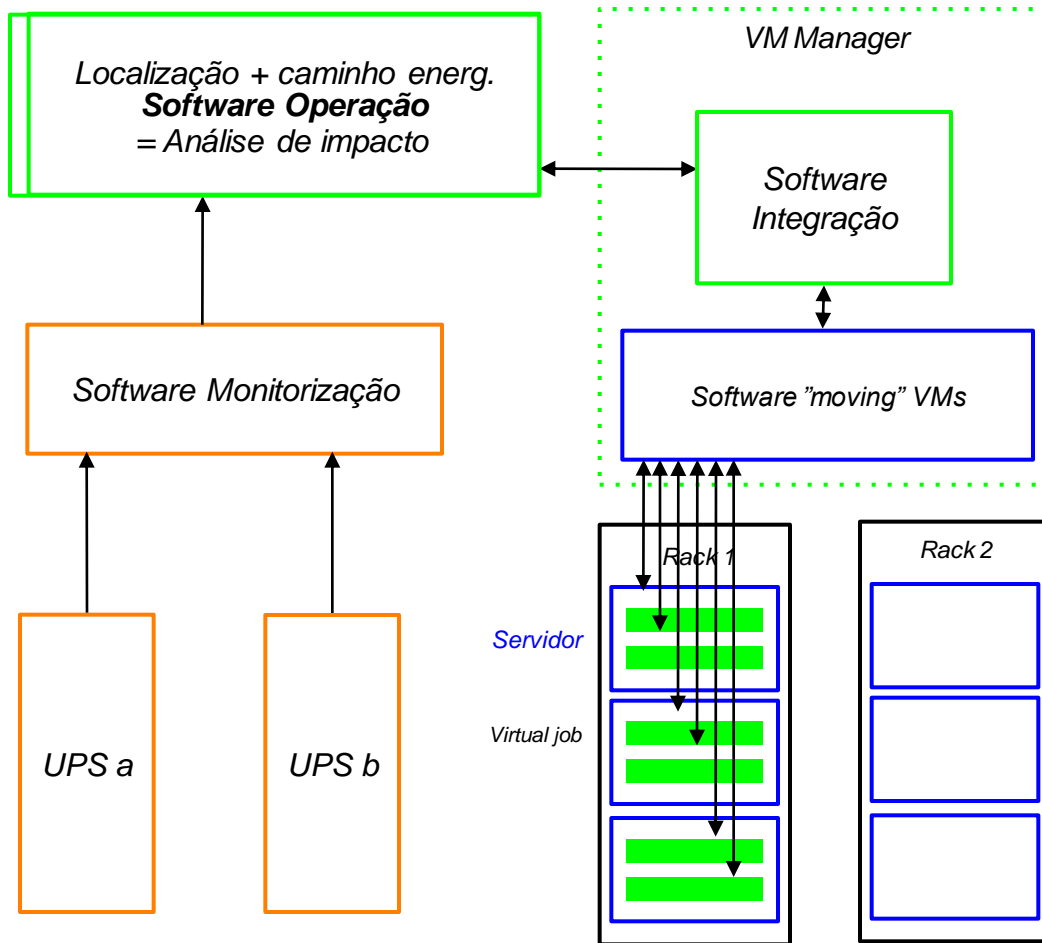 Localização + caminho energ.
Software Operação
= Análise de impacto
VM Manager
Software
Integração
Software Monitorização
Software ”moving” VMs
Rack 1
Rack 2
Servidor
Virtual job
UPS a
UPS b